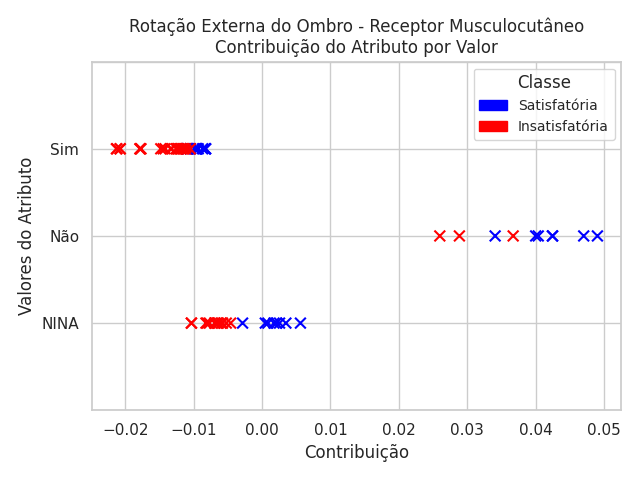 Rotação Externa do Ombro - Receptor Musculocutâneo
Contribuição do Atributo por Valor
Classe
Satisfatória
Insatisfatória
Valores do Atributo
Sim
Não
NINA
−0.02 −0.01 0.00 0.01 0.02 0.03 0.04 0.05
Contribuição